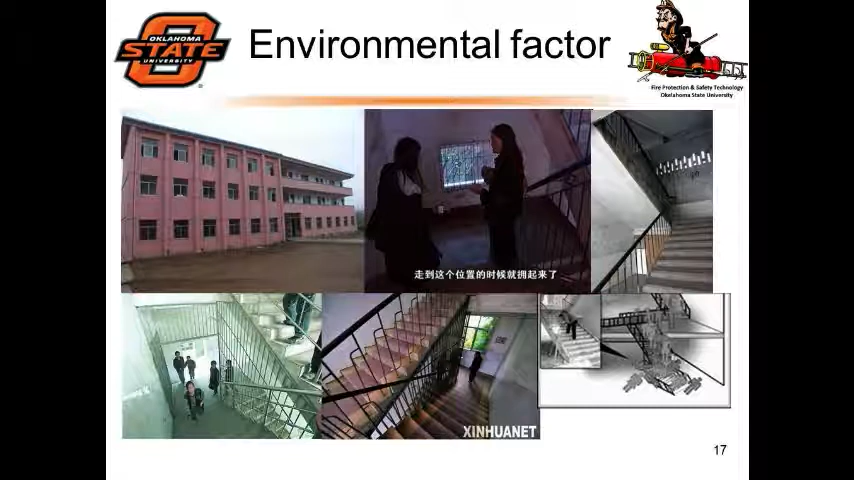 OKLAHOMA
STATE
UNIVERSITY
Environmental factor
Fire Protection & Safety Technology
Oklahoma State University
走到这个位置的时候就拥起来了
XINHUANET
17